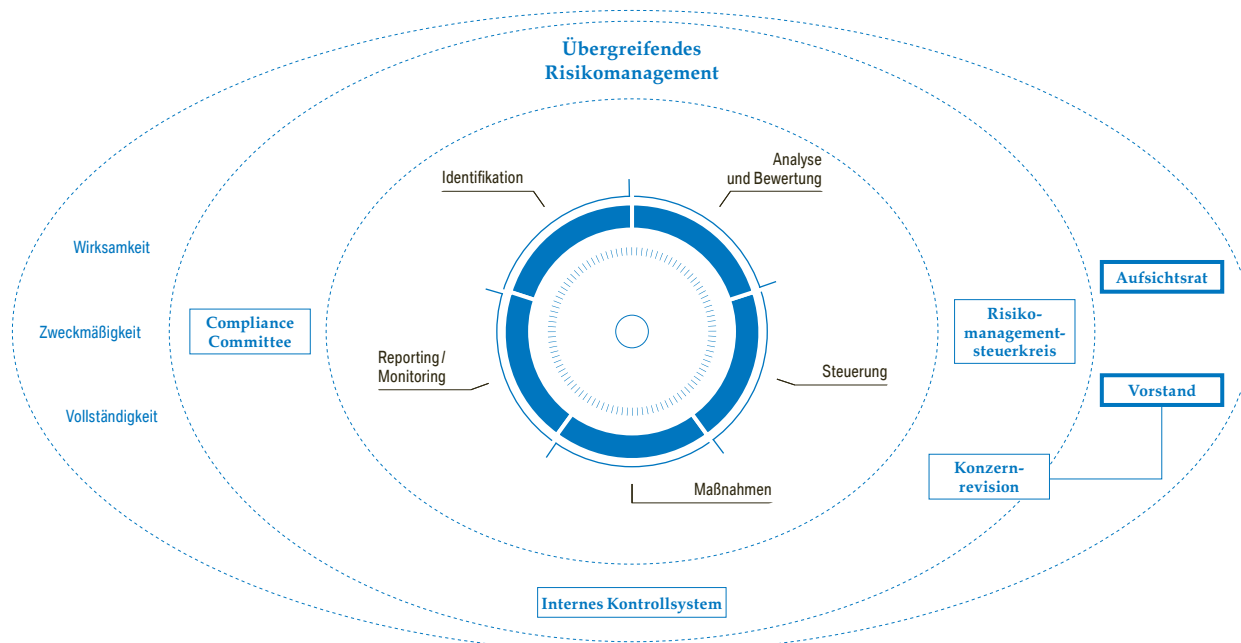 Übergreifendes
Risikomanagement
Identifikation
Analyse
und Bewertung
Wirksamkeit
Zweckmäßigkeit
Vollständigkeit
Compliance
Committee
Reporting /
Monitoring
Steuerung
Maßnahmen
Risiko-
management-
steuerkreis
Aufsichtsrat
Vorstand
Konzern-
revision
Internes Kontrollsystem